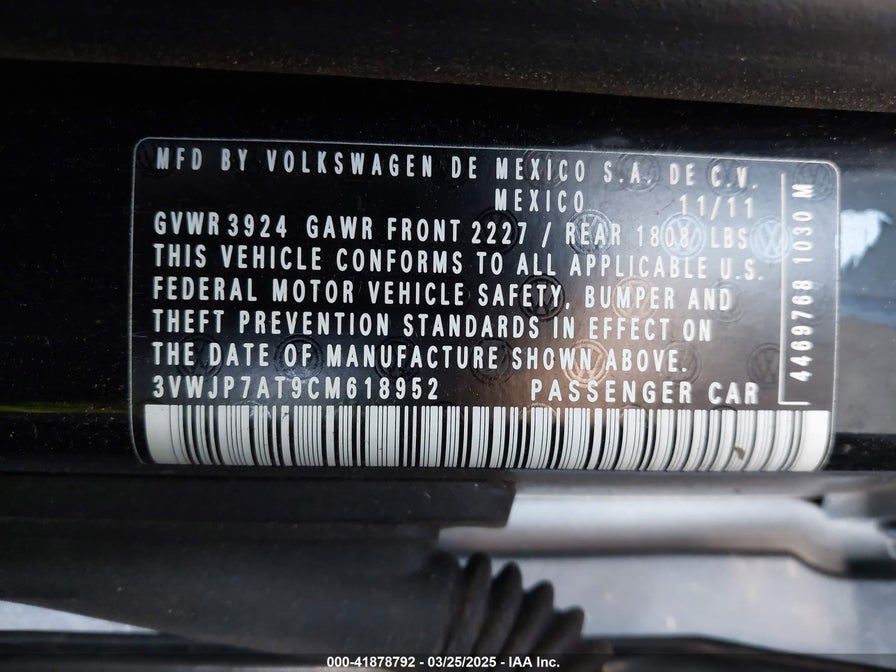 MFD BY VOLKSWAGEN DE MEXICO S.A. DE C.V.
MEXICO 11/11
GVWR 3924 GAWR FRONT 2227 / REAR 1808 LBS
THIS VEHICLE CONFORMS TO ALL APPLICABLE U.S.
FEDERAL MOTOR VEHICLE SAFETY, BUMPER AND
THEFT PREVENTION STANDARDS IN EFFECT ON
THE DATE OF MANUFACTURE SHOWN ABOVE.
3VWJP7AT9CM618952 PASSENGER CAR
4469768 1030 M
000-41878792 — 03/25/2025 — IAA Inc.